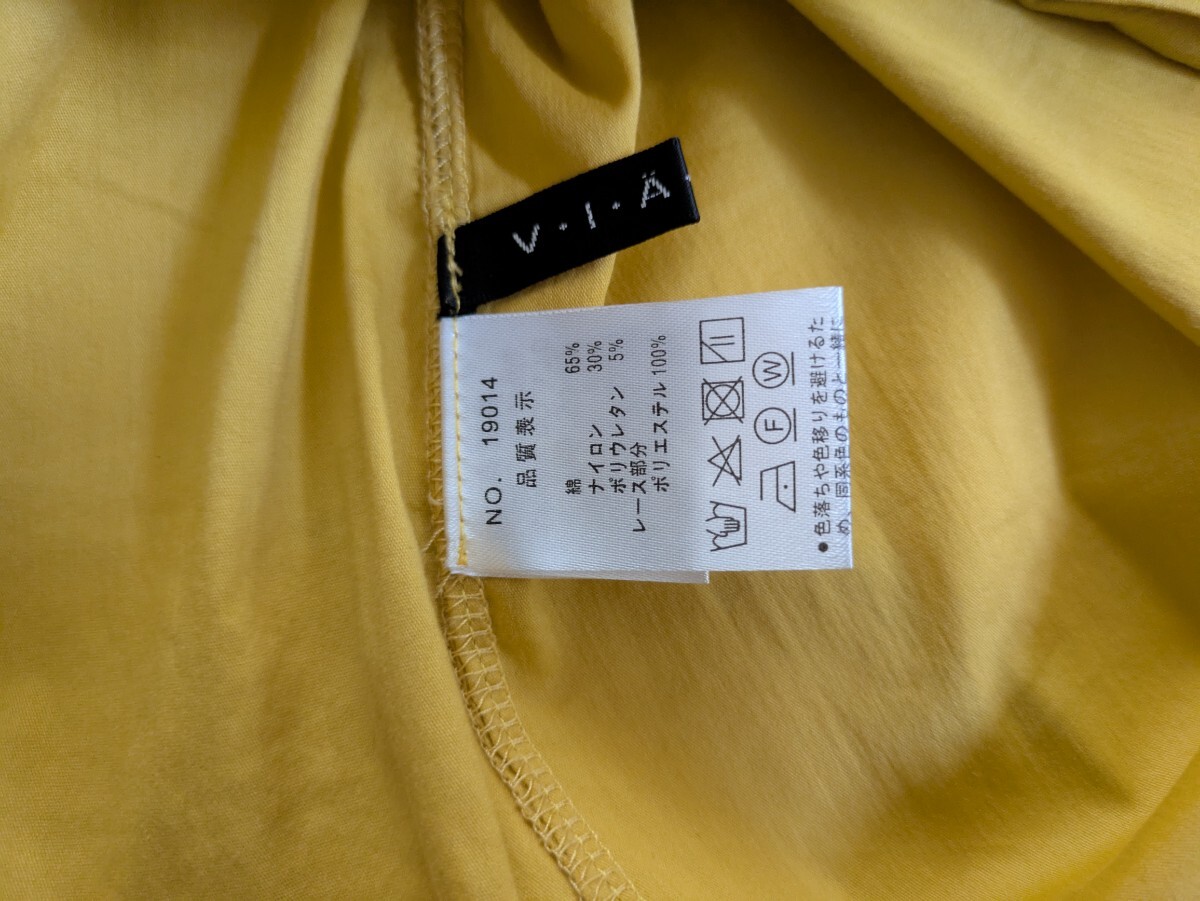 V·I·A
NO. 19014
品質表示
綿 65%
ナイロン 30%
ポリウレタン 5%
レース部分
ポリエステル 100%
F W
●色落ちや色移りを避けるた
め、同系色のものと一緒に